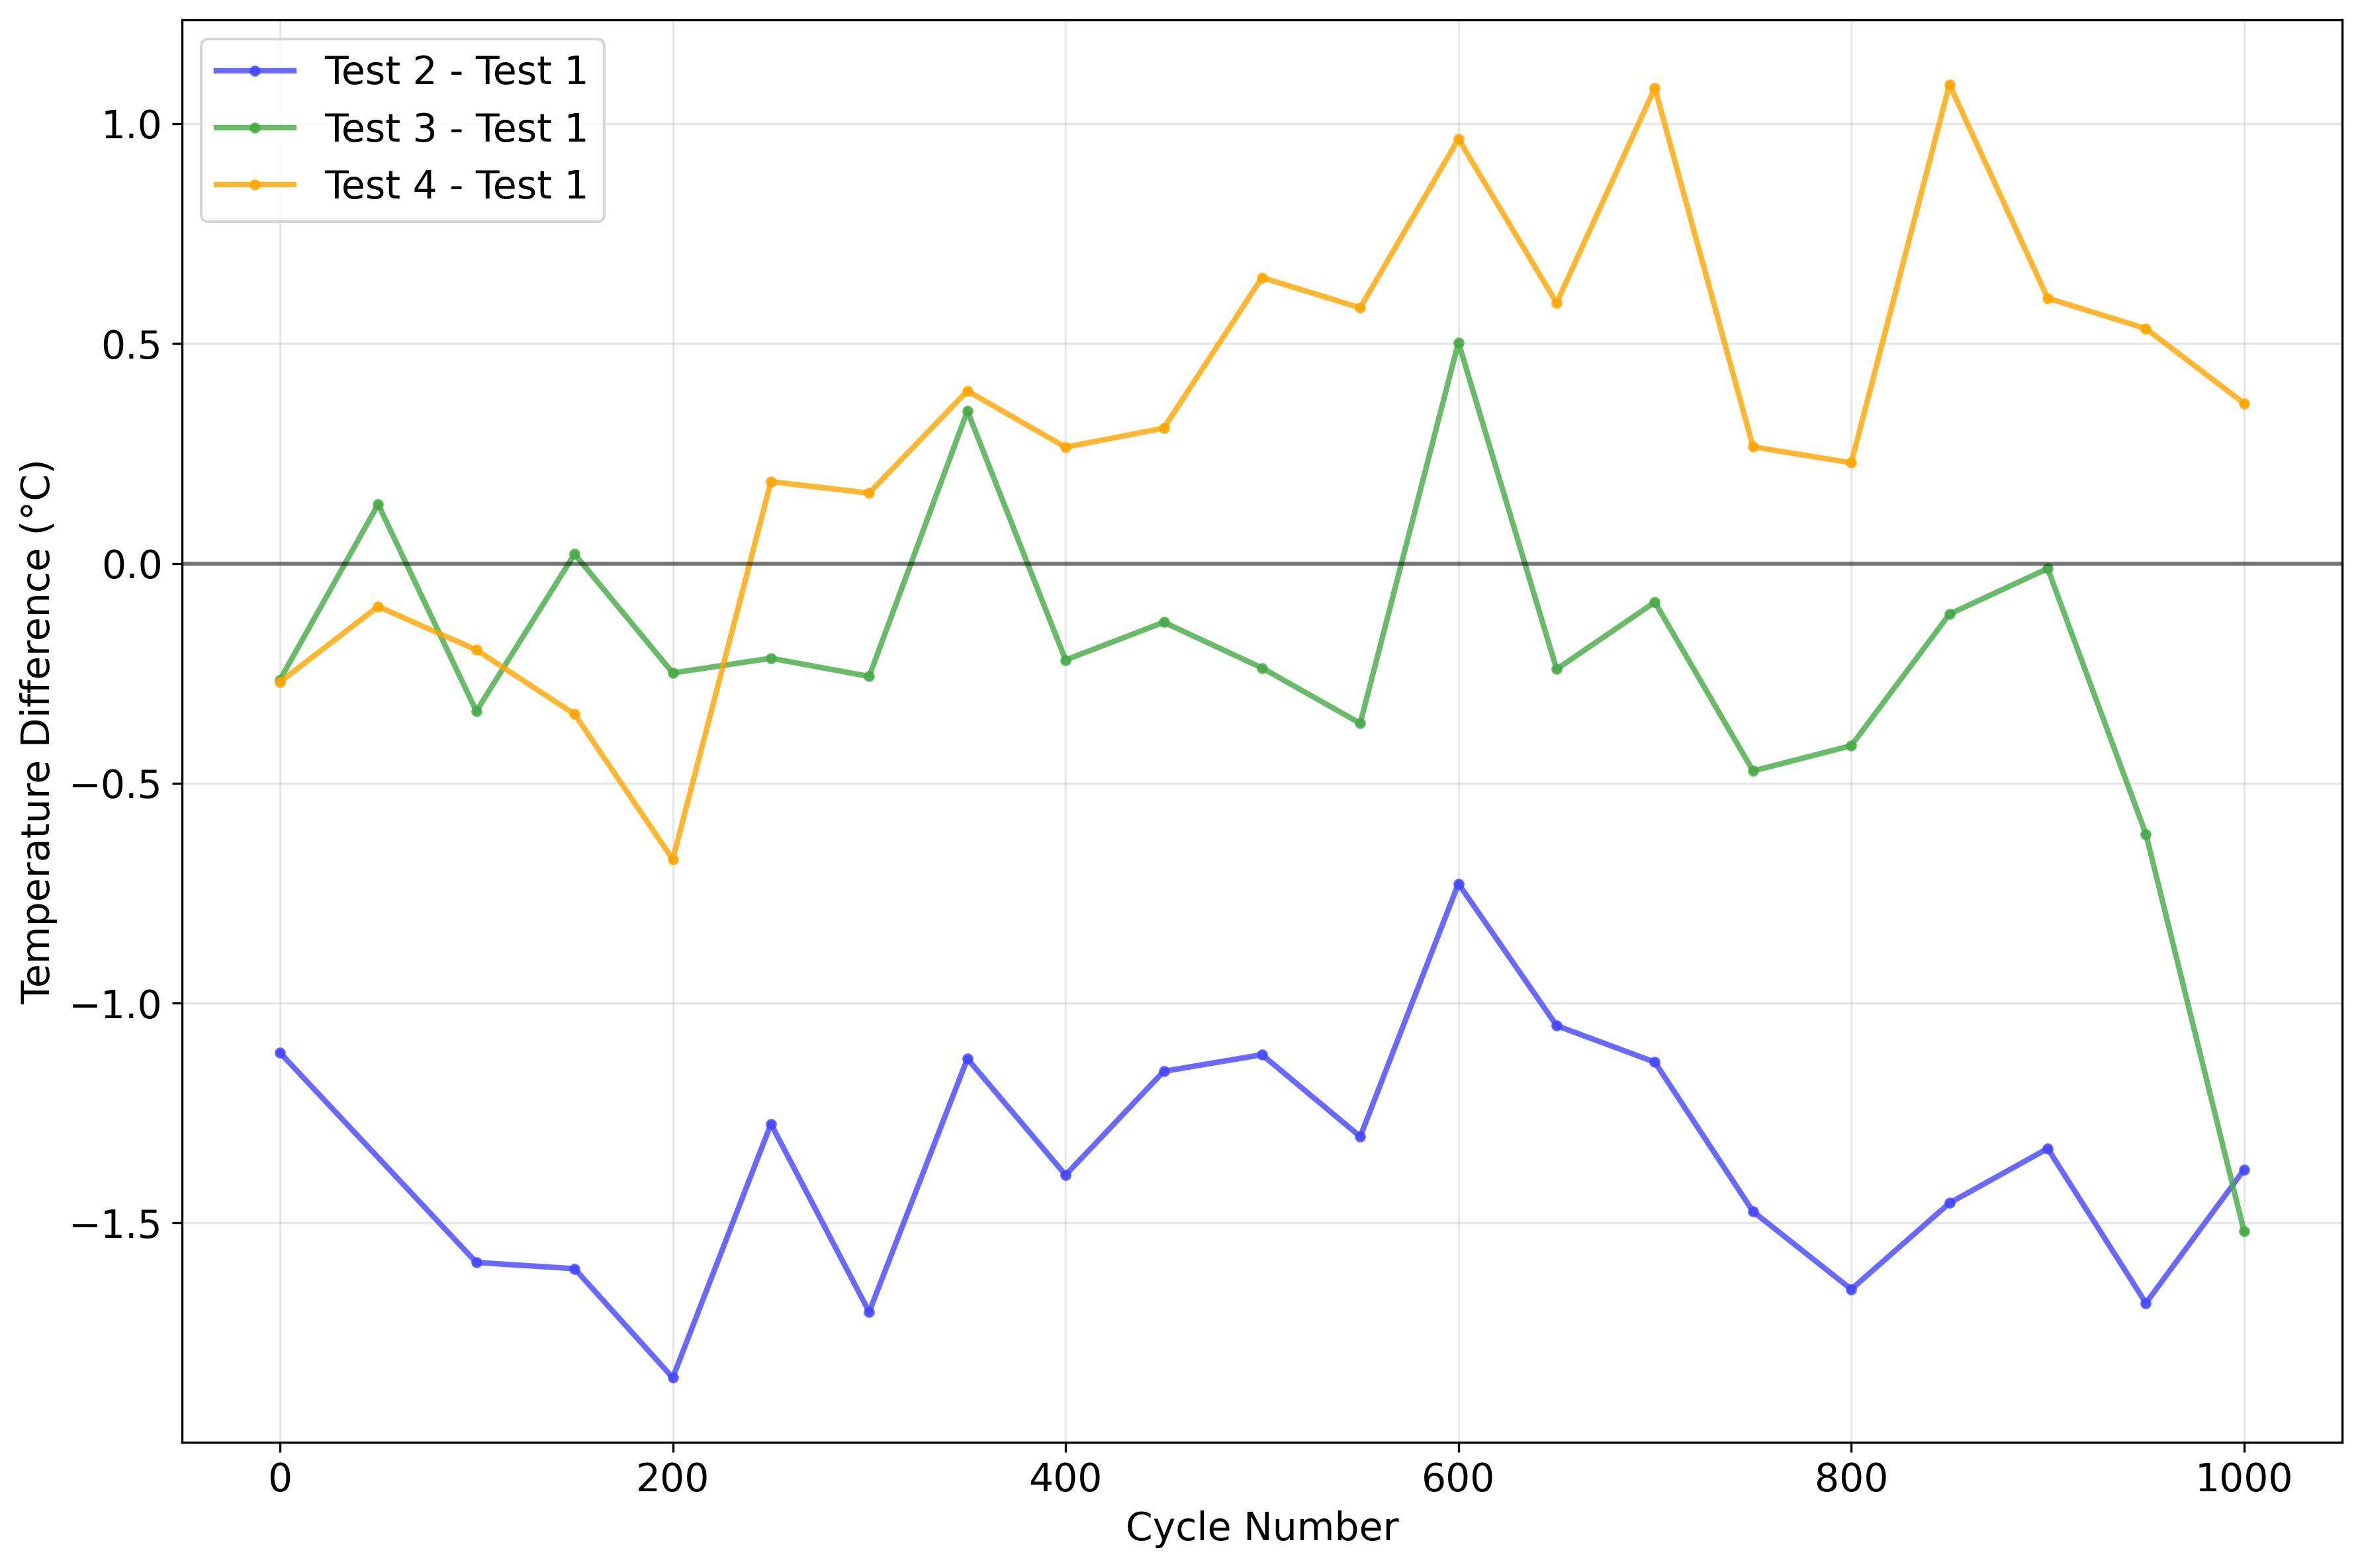 Test 2 - Test 1
Test 3 - Test 1
Test 4 - Test 1
1.0
0.5
0.0
−0.5
−1.0
−1.5
Temperature Difference (°C)
0 200 400 600 800 1000
Cycle Number